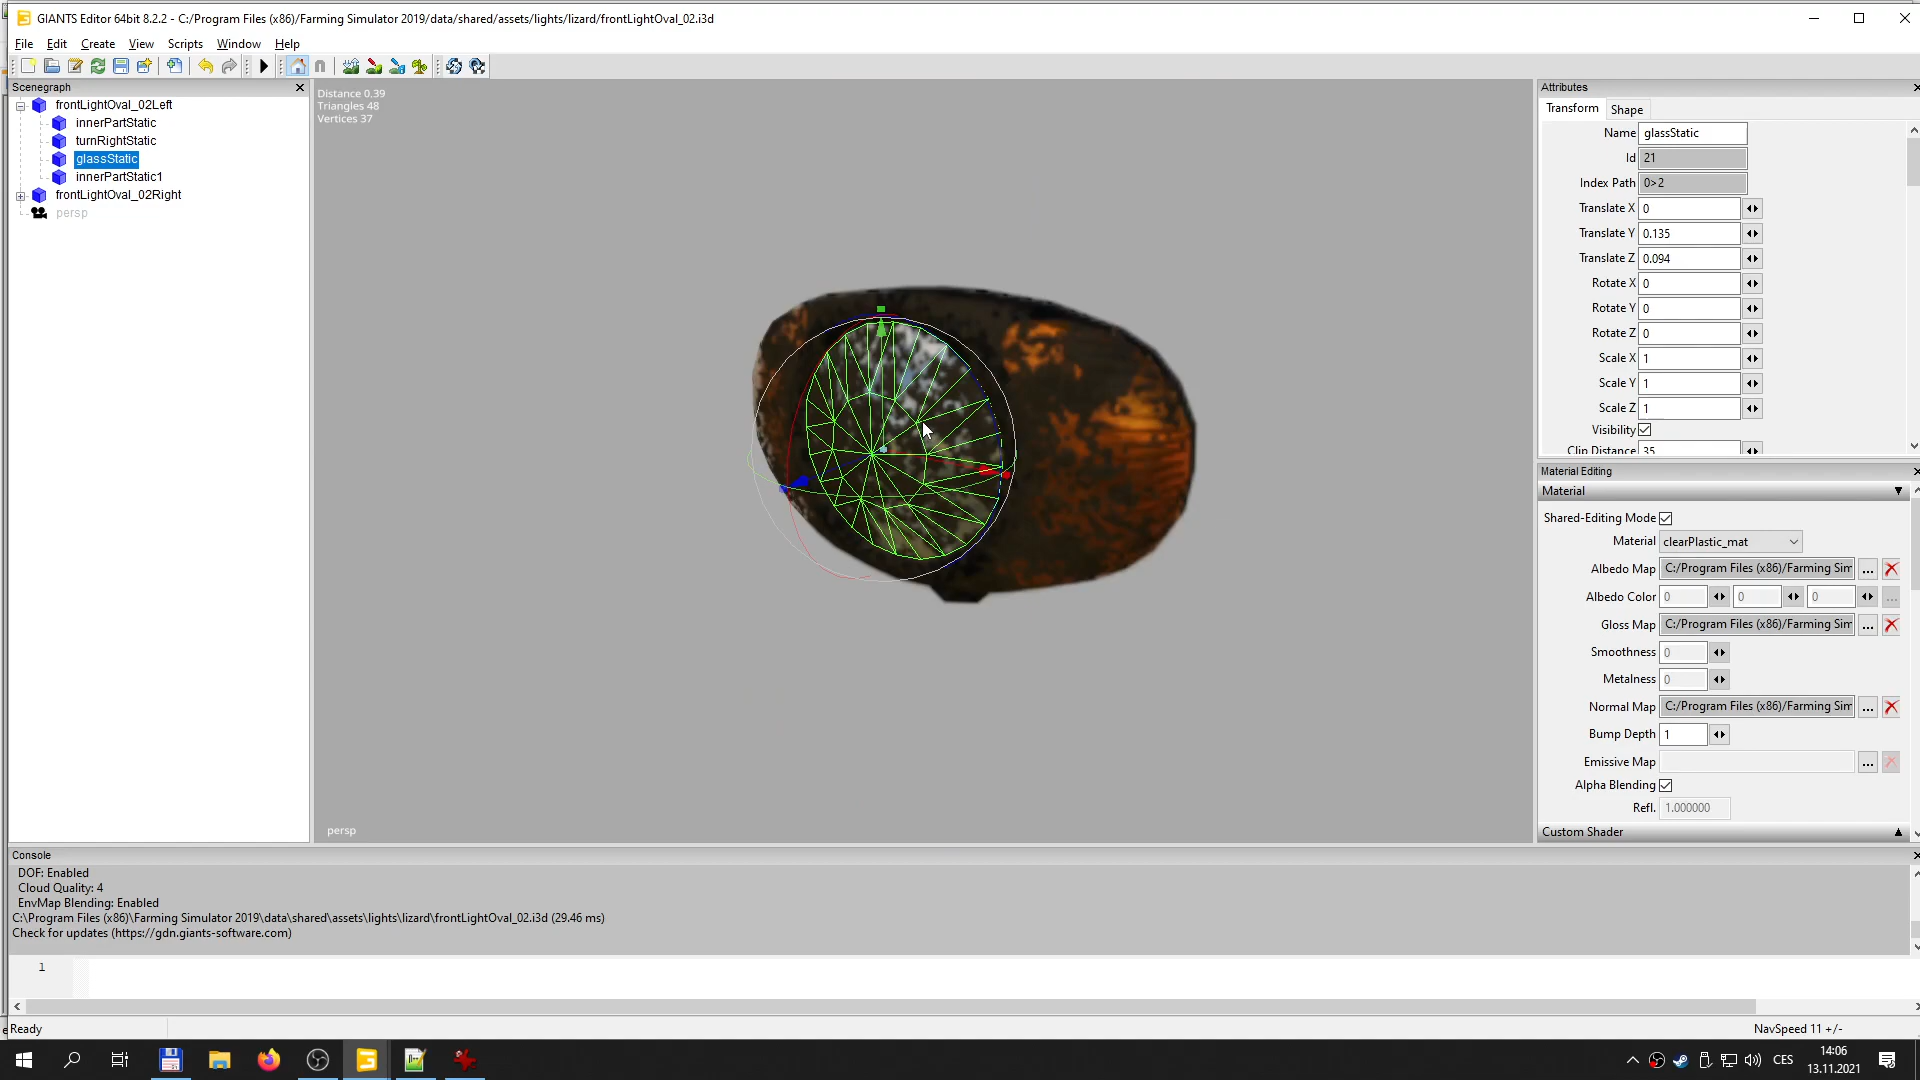 GIANTS Editor 64bit 8.2.2 - C:/Program Files (x86)/Farming Simulator 2019/data/shared/assets/lights/lizard/frontLightOval_02.i3d
File Edit Create View Scripts Window Help
Scenegraph
frontLightOval_02Left
innerPartStatic
turnRightStatic
glassStatic
innerPartStatic1
frontLightOval_02Right
persp
Distance 0.39
Triangles 48
Vertices 37
persp
Attributes
Transform Shape
Name glassStatic
Id 21
Index Path 0>2
Translate X 0
Translate Y 0.135
Translate Z 0.094
Rotate X 0
Rotate Y 0
Rotate Z 0
Scale X 1
Scale Y 1
Scale Z 1
Visibility
Clip Distance 35
Material Editing
Material
Shared-Editing Mode
Material clearPlastic_mat
Albedo Map C:/Program Files (x86)/Farming Sim ...
Albedo Color 0 0 0 ...
Gloss Map C:/Program Files (x86)/Farming Sim ...
Smoothness 0
Metalness 0
Normal Map C:/Program Files (x86)/Farming Sim ...
Bump Depth 1
Emissive Map ...
Alpha Blending
Refl. 1.000000
Custom Shader
Console
DOF: Enabled
Cloud Quality: 4
EnvMap Blending: Enabled
C:\Program Files (x86)\Farming Simulator 2019\data\shared\assets\lights\lizard\frontLightOval_02.i3d (29.46 ms)
Check for updates (https://gdn.giants-software.com)
1
Ready
NavSpeed 11 +/-
CES
14:06
13.11.2021